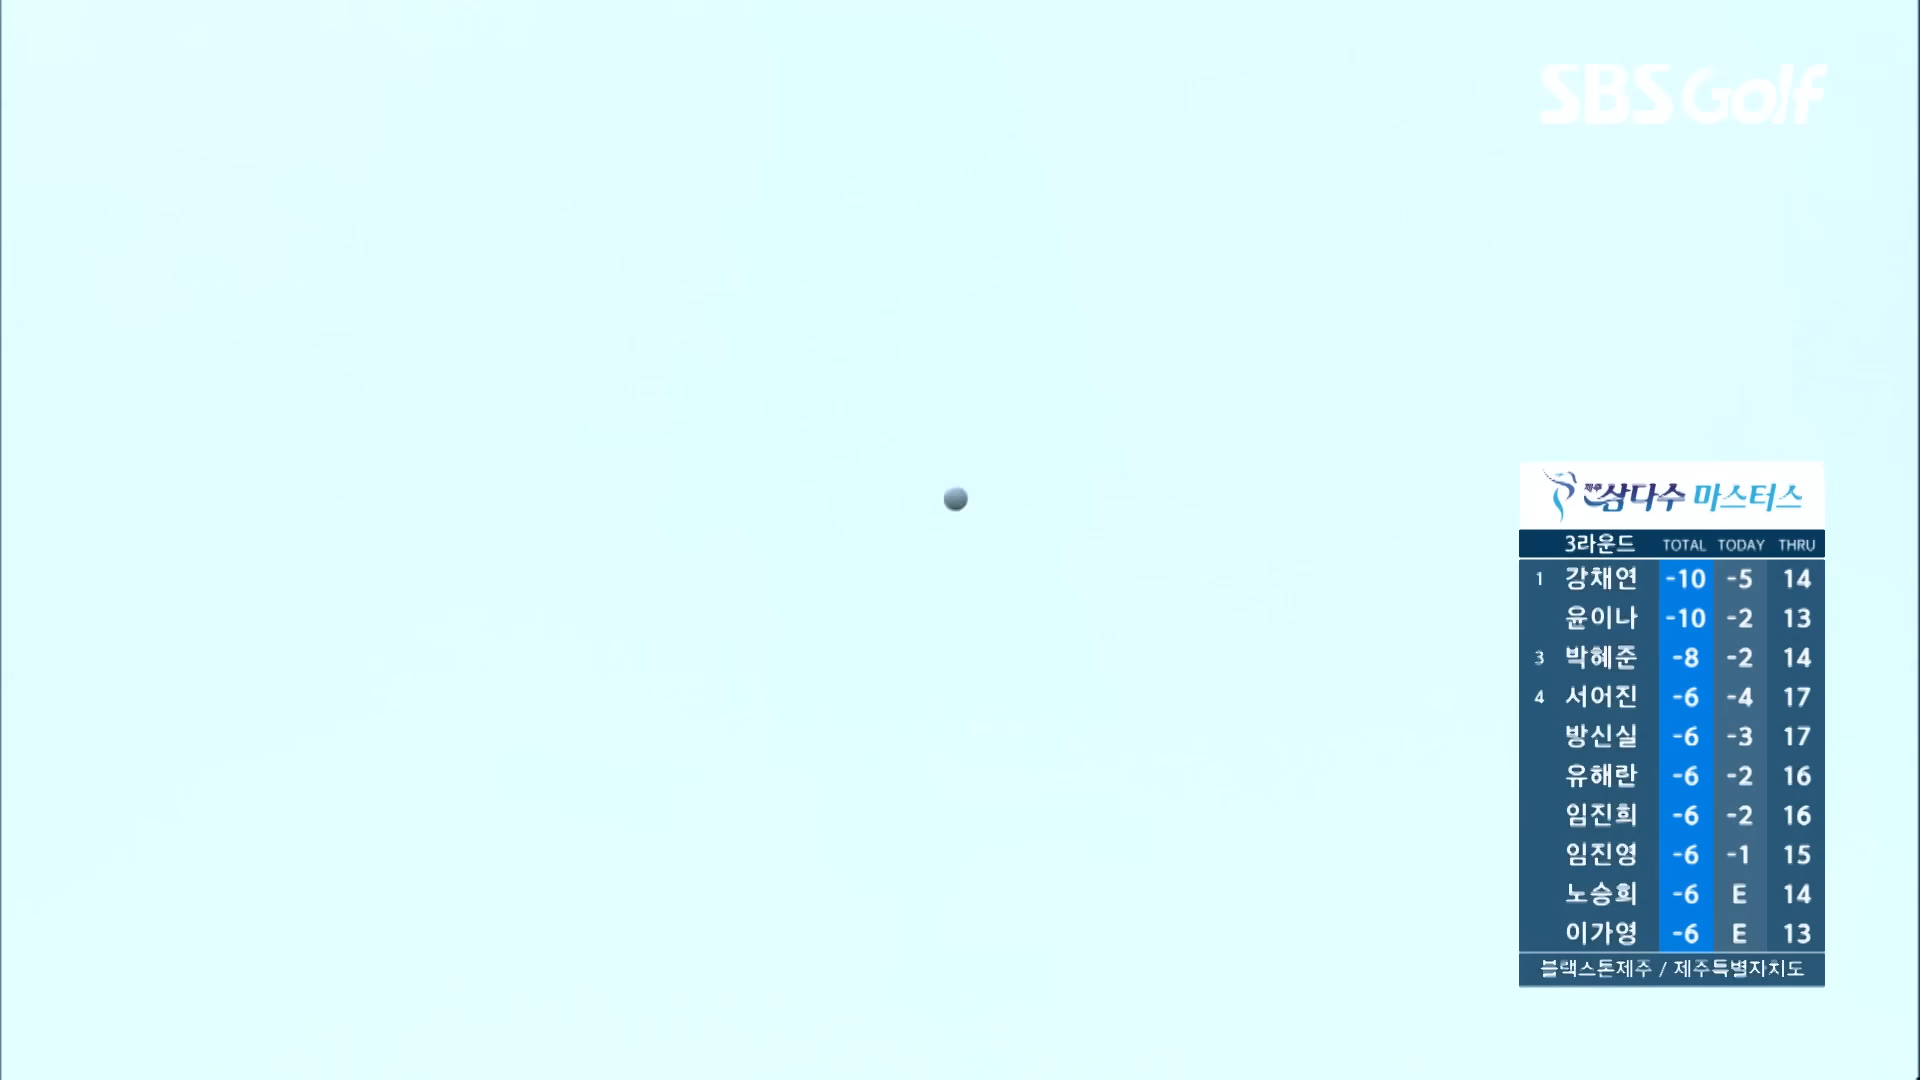 SBS Golf
제주삼다수 마스터스
3라운드 TOTAL TODAY THRU
1 강채연 -10 -5 14
윤이나 -10 -2 13
3 박혜준 -8 -2 14
4 서어진 -6 -4 17
방신실 -6 -3 17
유해란 -6 -2 16
임진희 -6 -2 16
임진영 -6 -1 15
노승희 -6 E 14
이가영 -6 E 13
블랙스톤제주 / 제주특별자치도